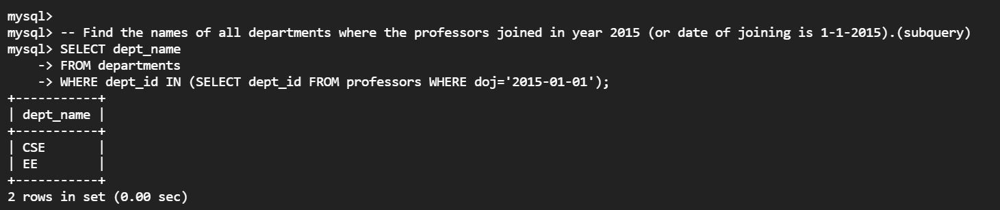 mysql>
mysql> -- Find the names of all departments where the professors joined in year 2015 (or date of joining is 1-1-2015).(subquery)
mysql> SELECT dept_name
    -> FROM departments
    -> WHERE dept_id IN (SELECT dept_id FROM professors WHERE doj='2015-01-01');
+-----------+
| dept_name |
+-----------+
| CSE       |
| EE        |
+-----------+
2 rows in set (0.00 sec)